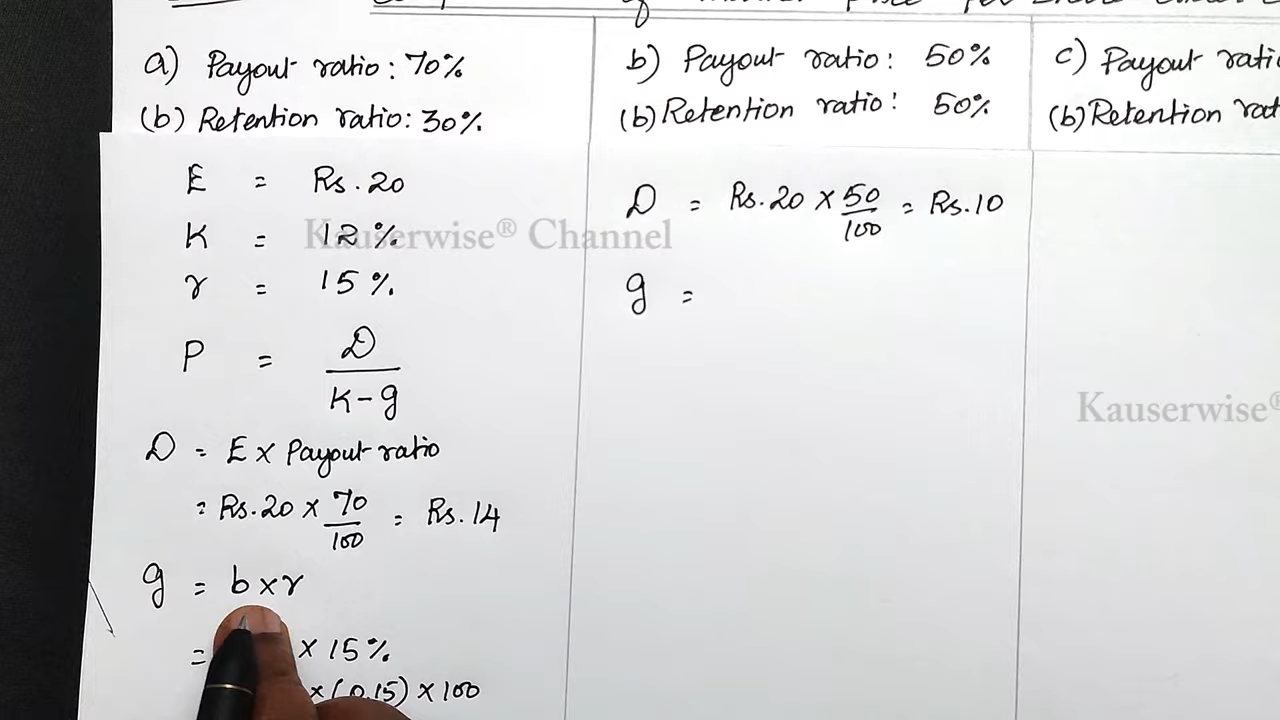 a) Payout ratio: 70%
(b) Retention ratio: 30%
E = Rs. 20
K = 12%
r = 15%
P = D / K-g
D = E x Payout ratio
= Rs. 20 x 70/100 = Rs. 14
g = b x r
= x 15%
x (0.15) x 100
b) Payout ratio: 50%
(b) Retention ratio: 50%
D = Rs. 20 x 50/100 = Rs. 10
g =
c) Payout
(b) Retention
Kauserwise® Channel
Kauserwise®